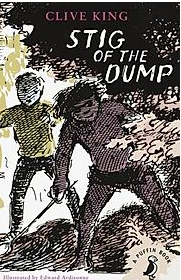 CLIVE KING
STIG
OF THE
DUMP
A PUFFIN BOOK
Illustrated by Edward Ardizzone